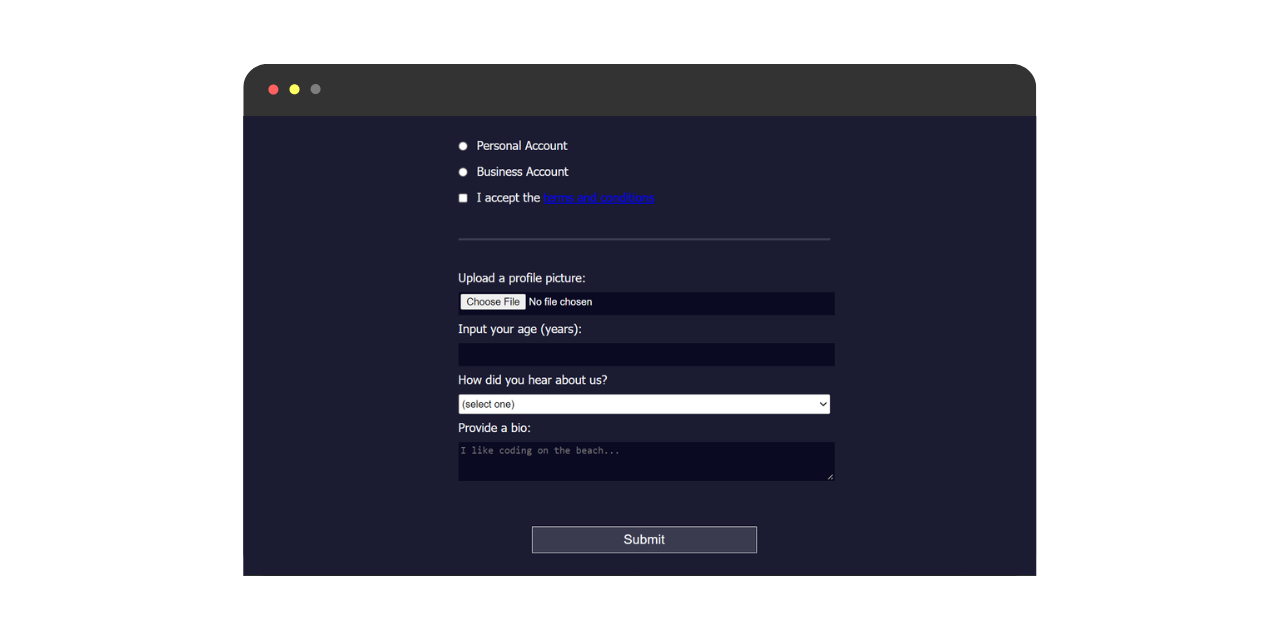 Personal Account
Business Account
I accept the terms and conditions
Upload a profile picture:
Choose File No file chosen
Input your age (years):
How did you hear about us?
(select one)
Provide a bio:
I like coding on the beach...
Submit